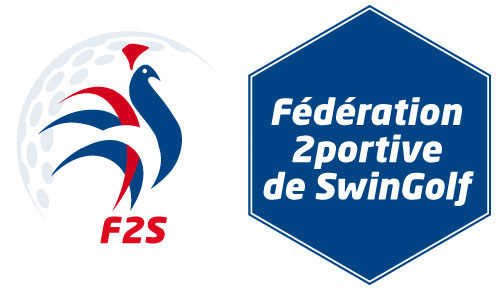 F2S
Fédération
2portive
de SwinGolf